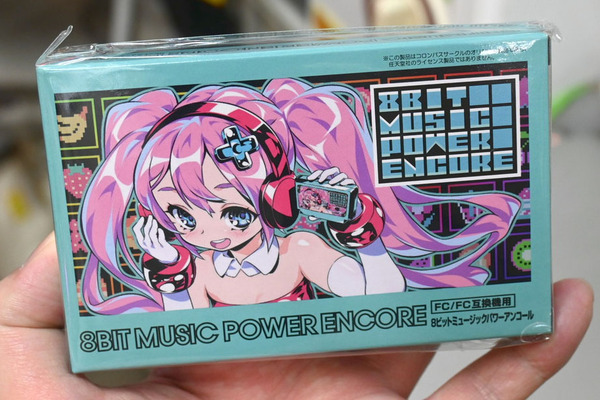 ※この製品はコロンバスサークルのオリ
任天堂社のライセンス製品ではありません。
8BIT
MUSIC
POWER
ENCORE
8BIT MUSIC POWER ENCORE
FC/FC互換機用
8ビットミュージックパワーアンコール